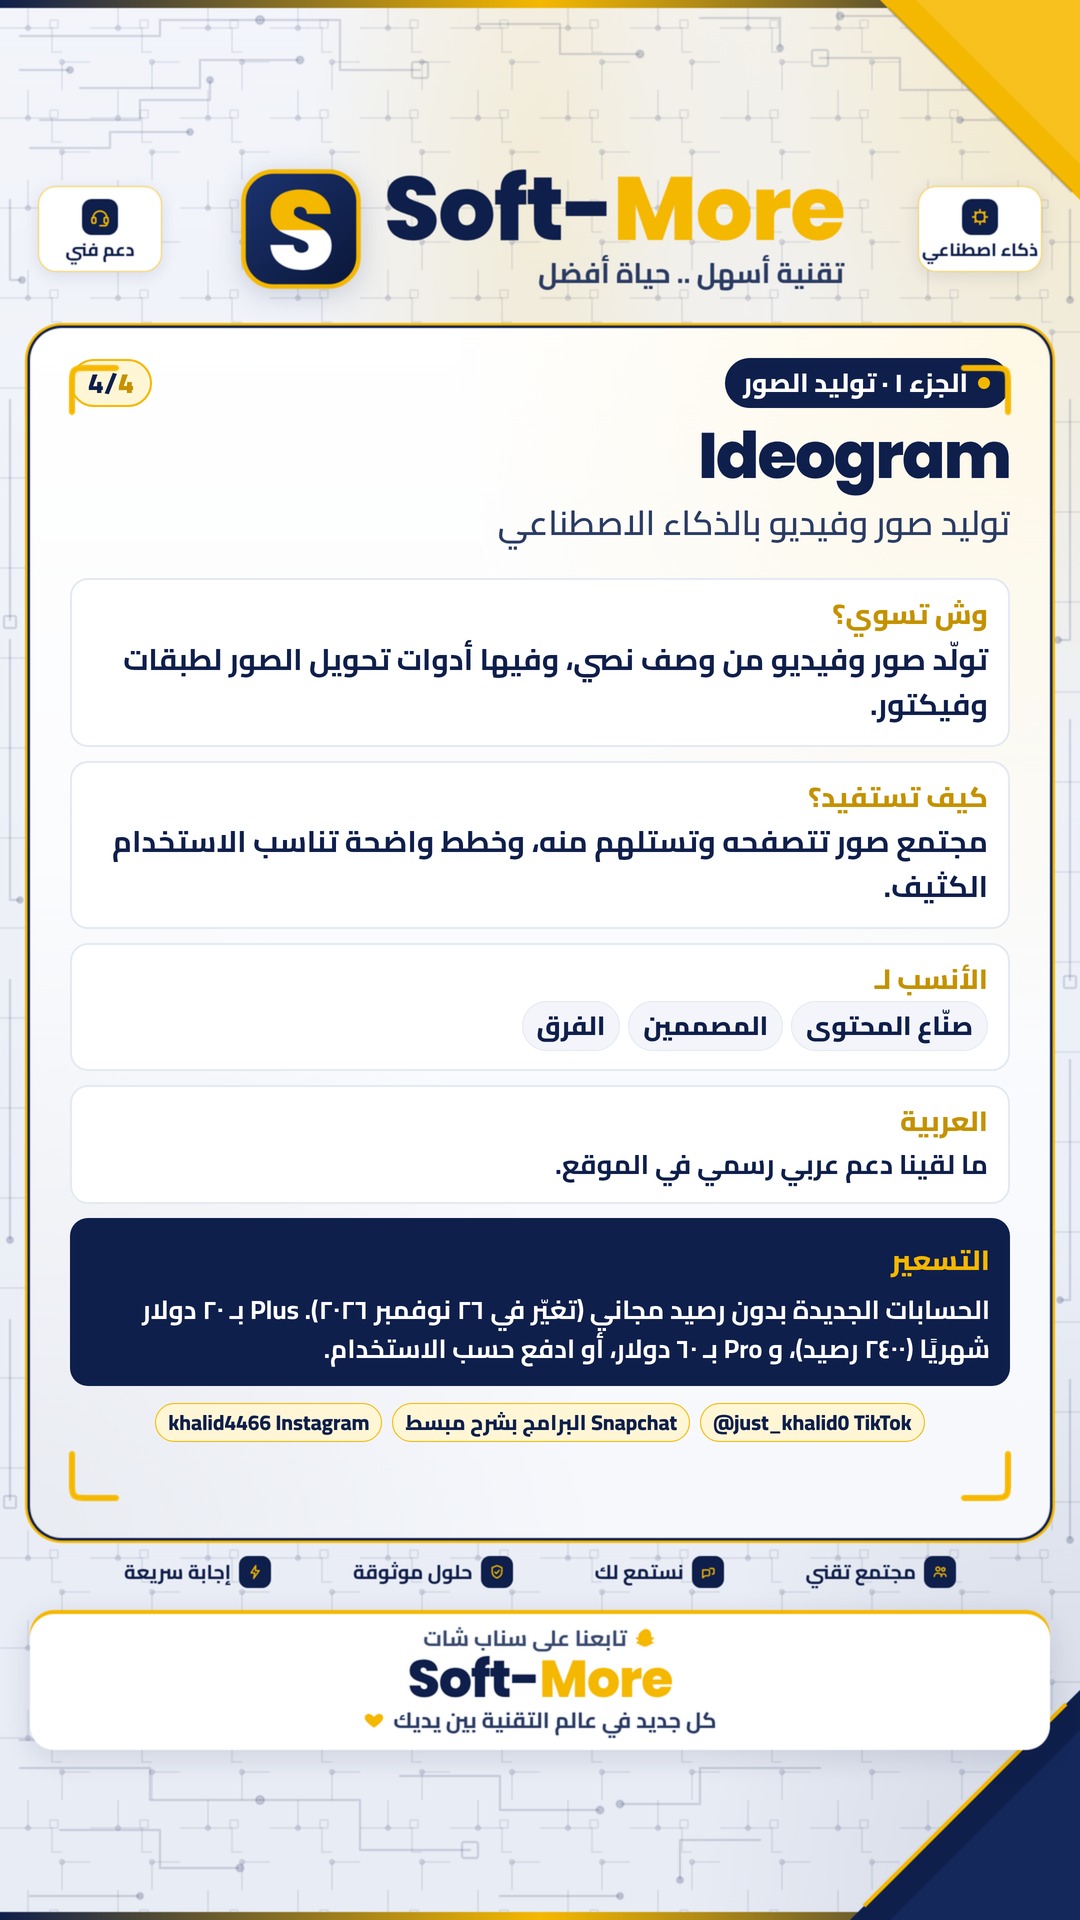 Soft-More
تقنية أسهل .. حياة أفضل
ذكاء اصطناعي
دعم فني
الجزء ١ · توليد الصور
4/4
Ideogram
توليد صور وفيديو بالذكاء الاصطناعي
وش تسوي؟
تولّد صور وفيديو من وصف نصي، وفيها أدوات تحويل الصور لطبقات
وفيكتور.
كيف تستفيد؟
مجتمع صور تتصفحه وتستلهم منه، وخطط واضحة تناسب الاستخدام
الكثيف.
الأنسب لـ
صنّاع المحتوى
المصممين
الفرق
العربية
ما لقينا دعم عربي رسمي في الموقع.
التسعير
الحسابات الجديدة بدون رصيد مجاني (تغيّر في ٢٦ نوفمبر ٢٠٢٦). Plus بـ ٢٠ دولار
شهريًا (٢٤٠٠ رصيد)، و Pro بـ ٦٠ دولار، أو ادفع حسب الاستخدام.
@just_khalid0 TikTok
Snapchat البرامج بشرح مبسط
khalid4466 Instagram
مجتمع تقني
نستمع لك
حلول موثوقة
إجابة سريعة
تابعنا على سناب شات
Soft-More
كل جديد في عالم التقنية بين يديك